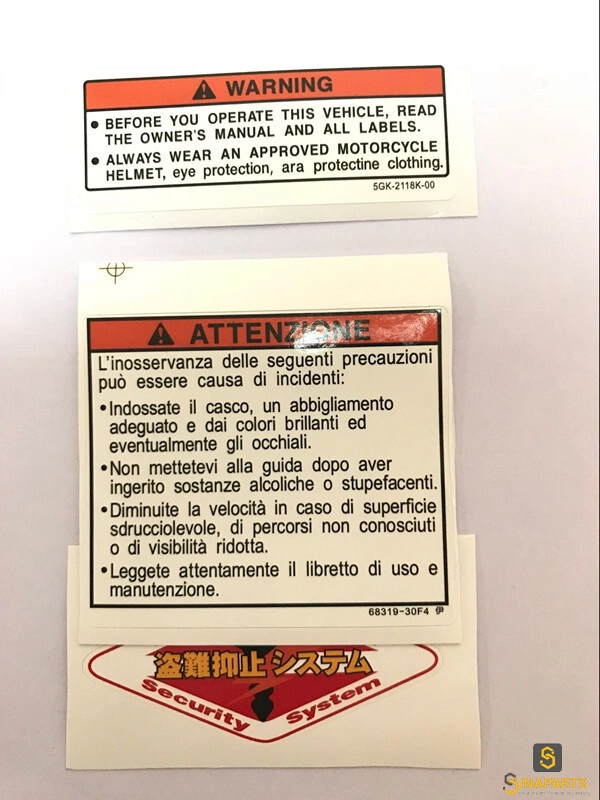 WARNING
● BEFORE YOU OPERATE THIS VEHICLE, READ
THE OWNER'S MANUAL AND ALL LABELS.
● ALWAYS WEAR AN APPROVED MOTORCYCLE
HELMET, eye protection, ara protectine clothing.
5GK-2118K-00
ATTENZIONE
L'inosservanza delle seguenti precauzioni
può essere causa di incidenti:
• Indossate il casco, un abbigliamento
adeguato e dai colori brillanti ed
eventualmente gli occhiali.
• Non mettetevi alla guida dopo aver
ingerito sostanze alcoliche o stupefacenti.
• Diminuite la velocità in caso di superficie
sdrucciolevole, di percorsi non conosciuti
o di visibilità ridotta.
• Leggete attentamente il libretto di uso e
manutenzione.
68319-30F4 伊
盗難抑止システム
Security System
SUNAPARTS